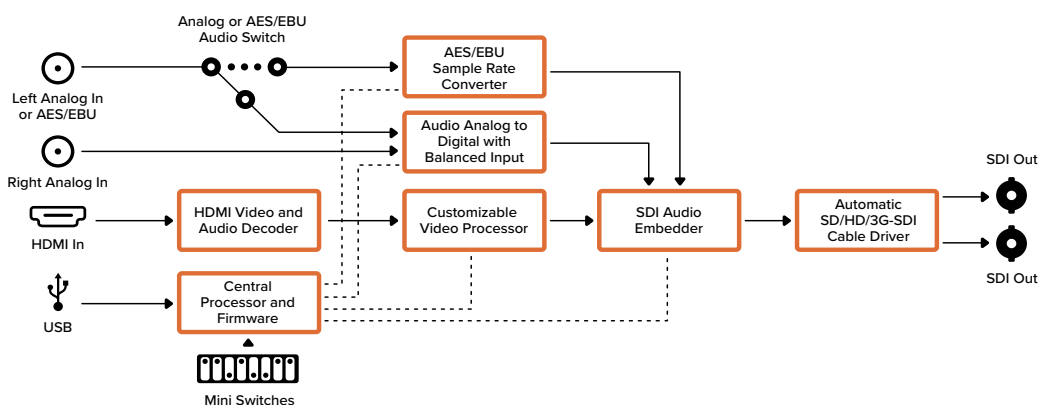 Analog or AES/EBU
Audio Switch
Left Analog In
or AES/EBU
AES/EBU
Sample Rate
Converter
Audio Analog to
Digital with
Balanced Input
Right Analog In
HDMI In
HDMI Video and
Audio Decoder
Customizable
Video Processor
SDI Audio
Embedder
Automatic
SD/HD/3G-SDI
Cable Driver
SDI Out
SDI Out
USB
Central
Processor and
Firmware
Mini Switches